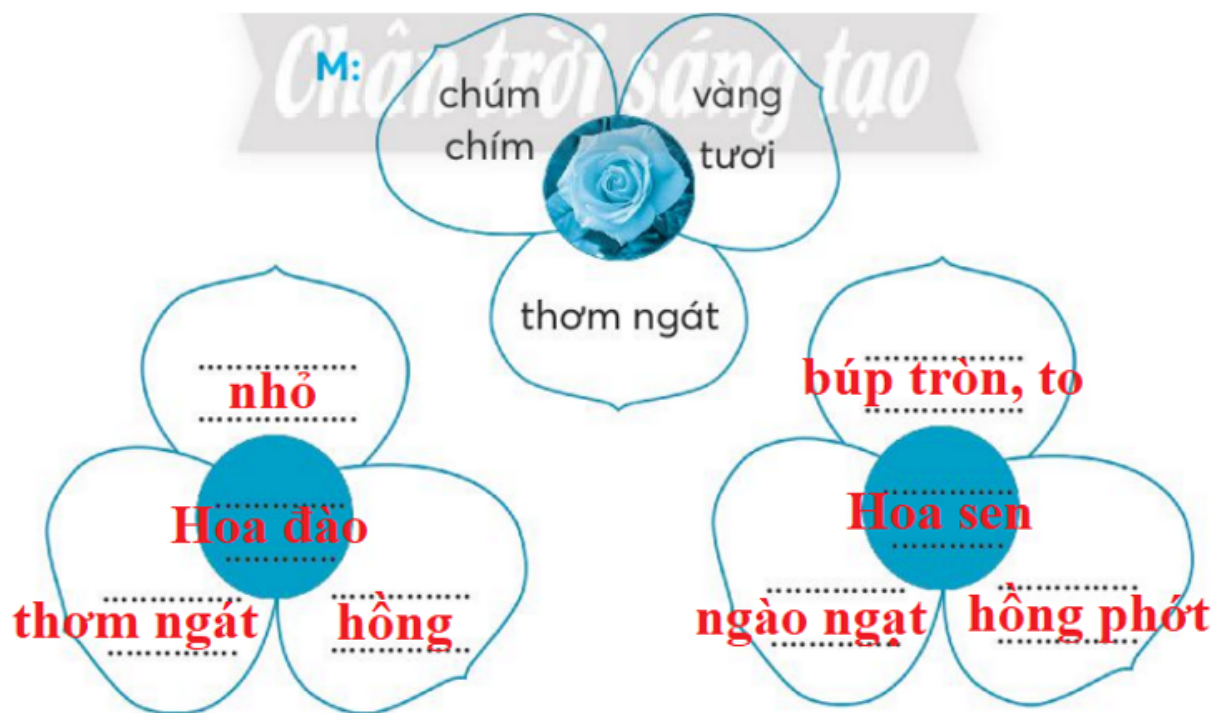 Chân trời sáng tạo
M:
chúm
chím
vàng
tươi
thơm ngát
nhỏ
Hoa đào
thơm ngát
hồng
búp tròn, to
Hoa sen
ngào ngạt
hồng phớt